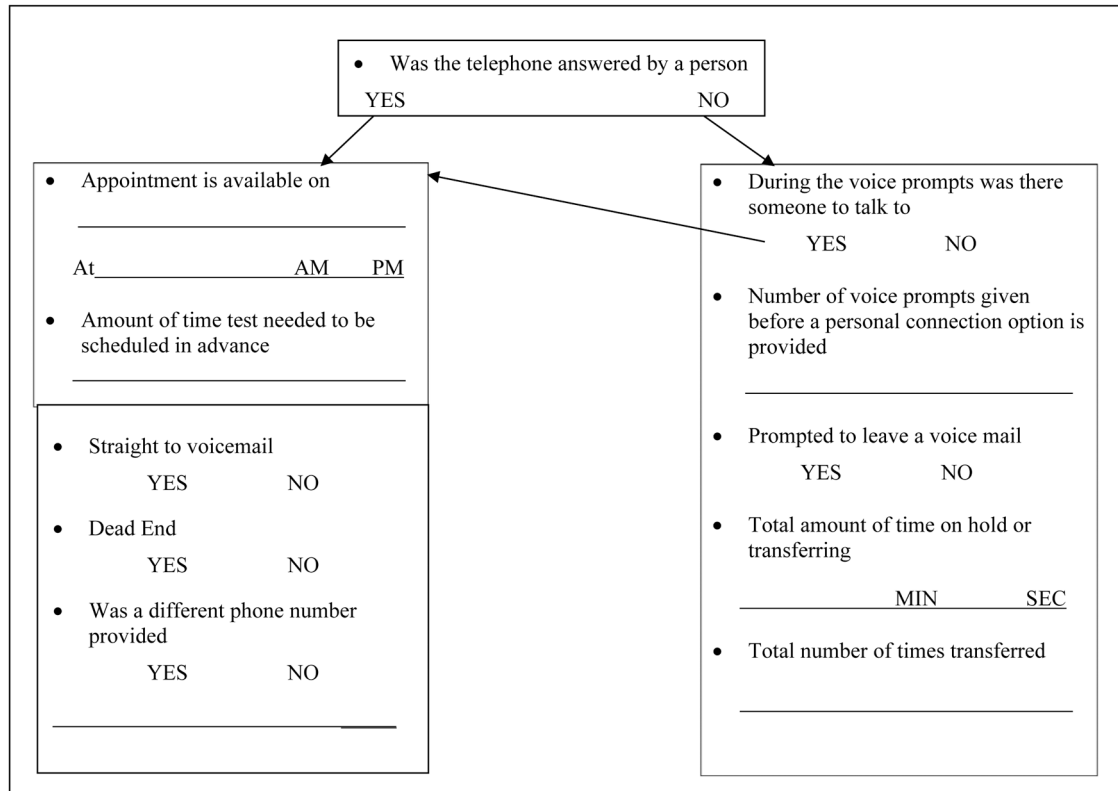 • Was the telephone answered by a person
YES NO
• Appointment is available on
At AM PM
• Amount of time test needed to be
scheduled in advance
• Straight to voicemail
YES NO
• Dead End
YES NO
• Was a different phone number
provided
YES NO
• During the voice prompts was there
someone to talk to
YES NO
• Number of voice prompts given
before a personal connection option is
provided
• Prompted to leave a voice mail
YES NO
• Total amount of time on hold or
transferring
MIN SEC
• Total number of times transferred